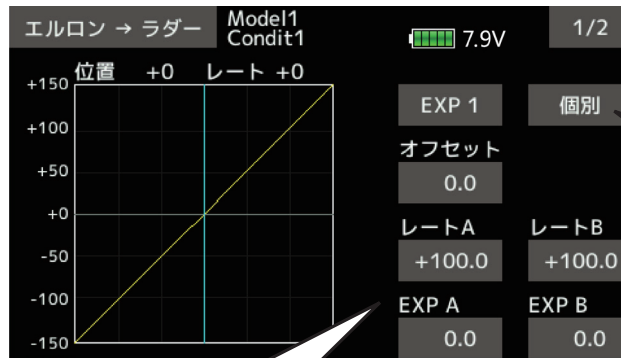 エルロン → ラダー
Model1
Condit1
7.9V
1/2
位置 +0 レート +0
+150
+100
+50
+0
-50
-100
-150
EXP 1
個別
オフセット
0.0
レートA
レートB
+100.0
+100.0
EXP A
EXP B
0.0
0.0